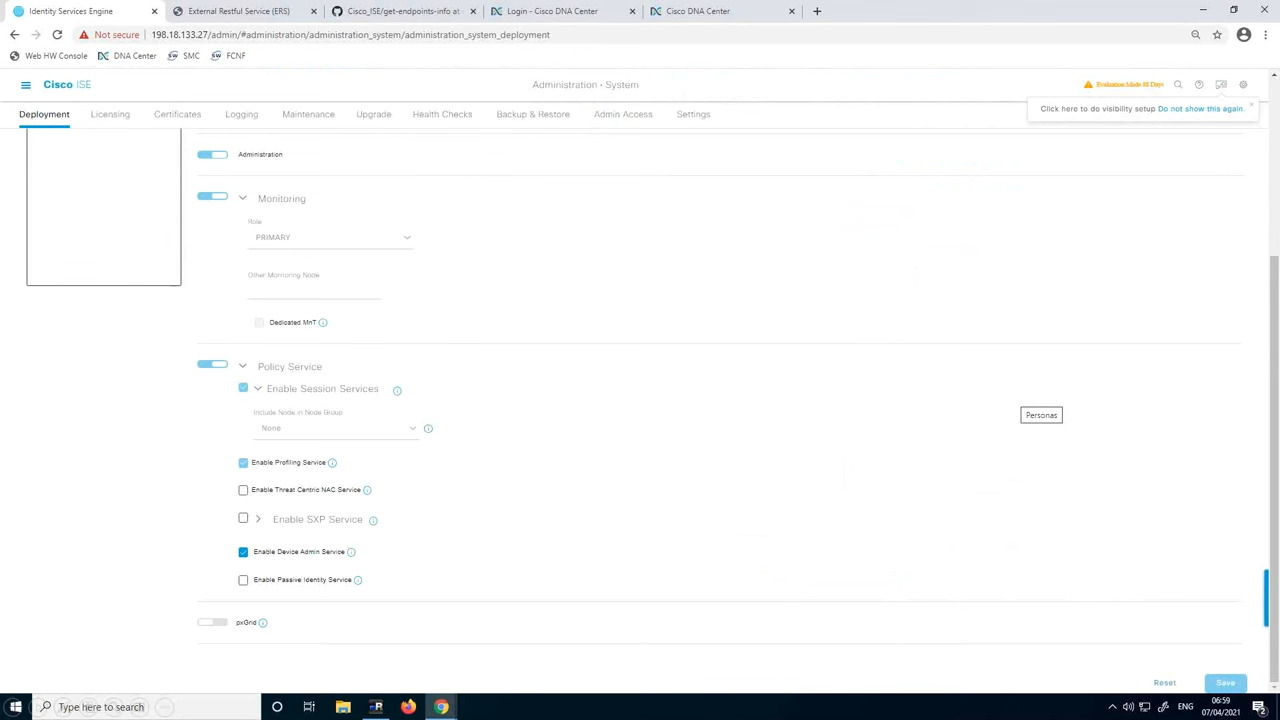 Identity Services Engine
External Restful Service (ERS)
Cisco_ISE/get-endpoints-info at
Login - Cisco DNA Center
Cisco DNA Center
Not secure
198.18.133.27/admin/#administration/administration_system/administration_system_deployment
Web HW Console
DNA Center
SMC
FCNF
Cisco ISE
Administration · System
Evaluation Mode 88 Days
Click here to do visibility setup Do not show this again.
Deployment
Licensing
Certificates
Logging
Maintenance
Upgrade
Health Checks
Backup & Restore
Admin Access
Settings
Administration
Monitoring
Role
PRIMARY
Other Monitoring Node
Dedicated MnT
Policy Service
Enable Session Services
Include Node in Node Group
None
Personas
Enable Profiling Service
Enable Threat Centric NAC Service
Enable SXP Service
Enable Device Admin Service
Enable Passive Identity Service
pxGrid
Reset
Save
Type here to search
ENG
06:59
07/04/2021
2